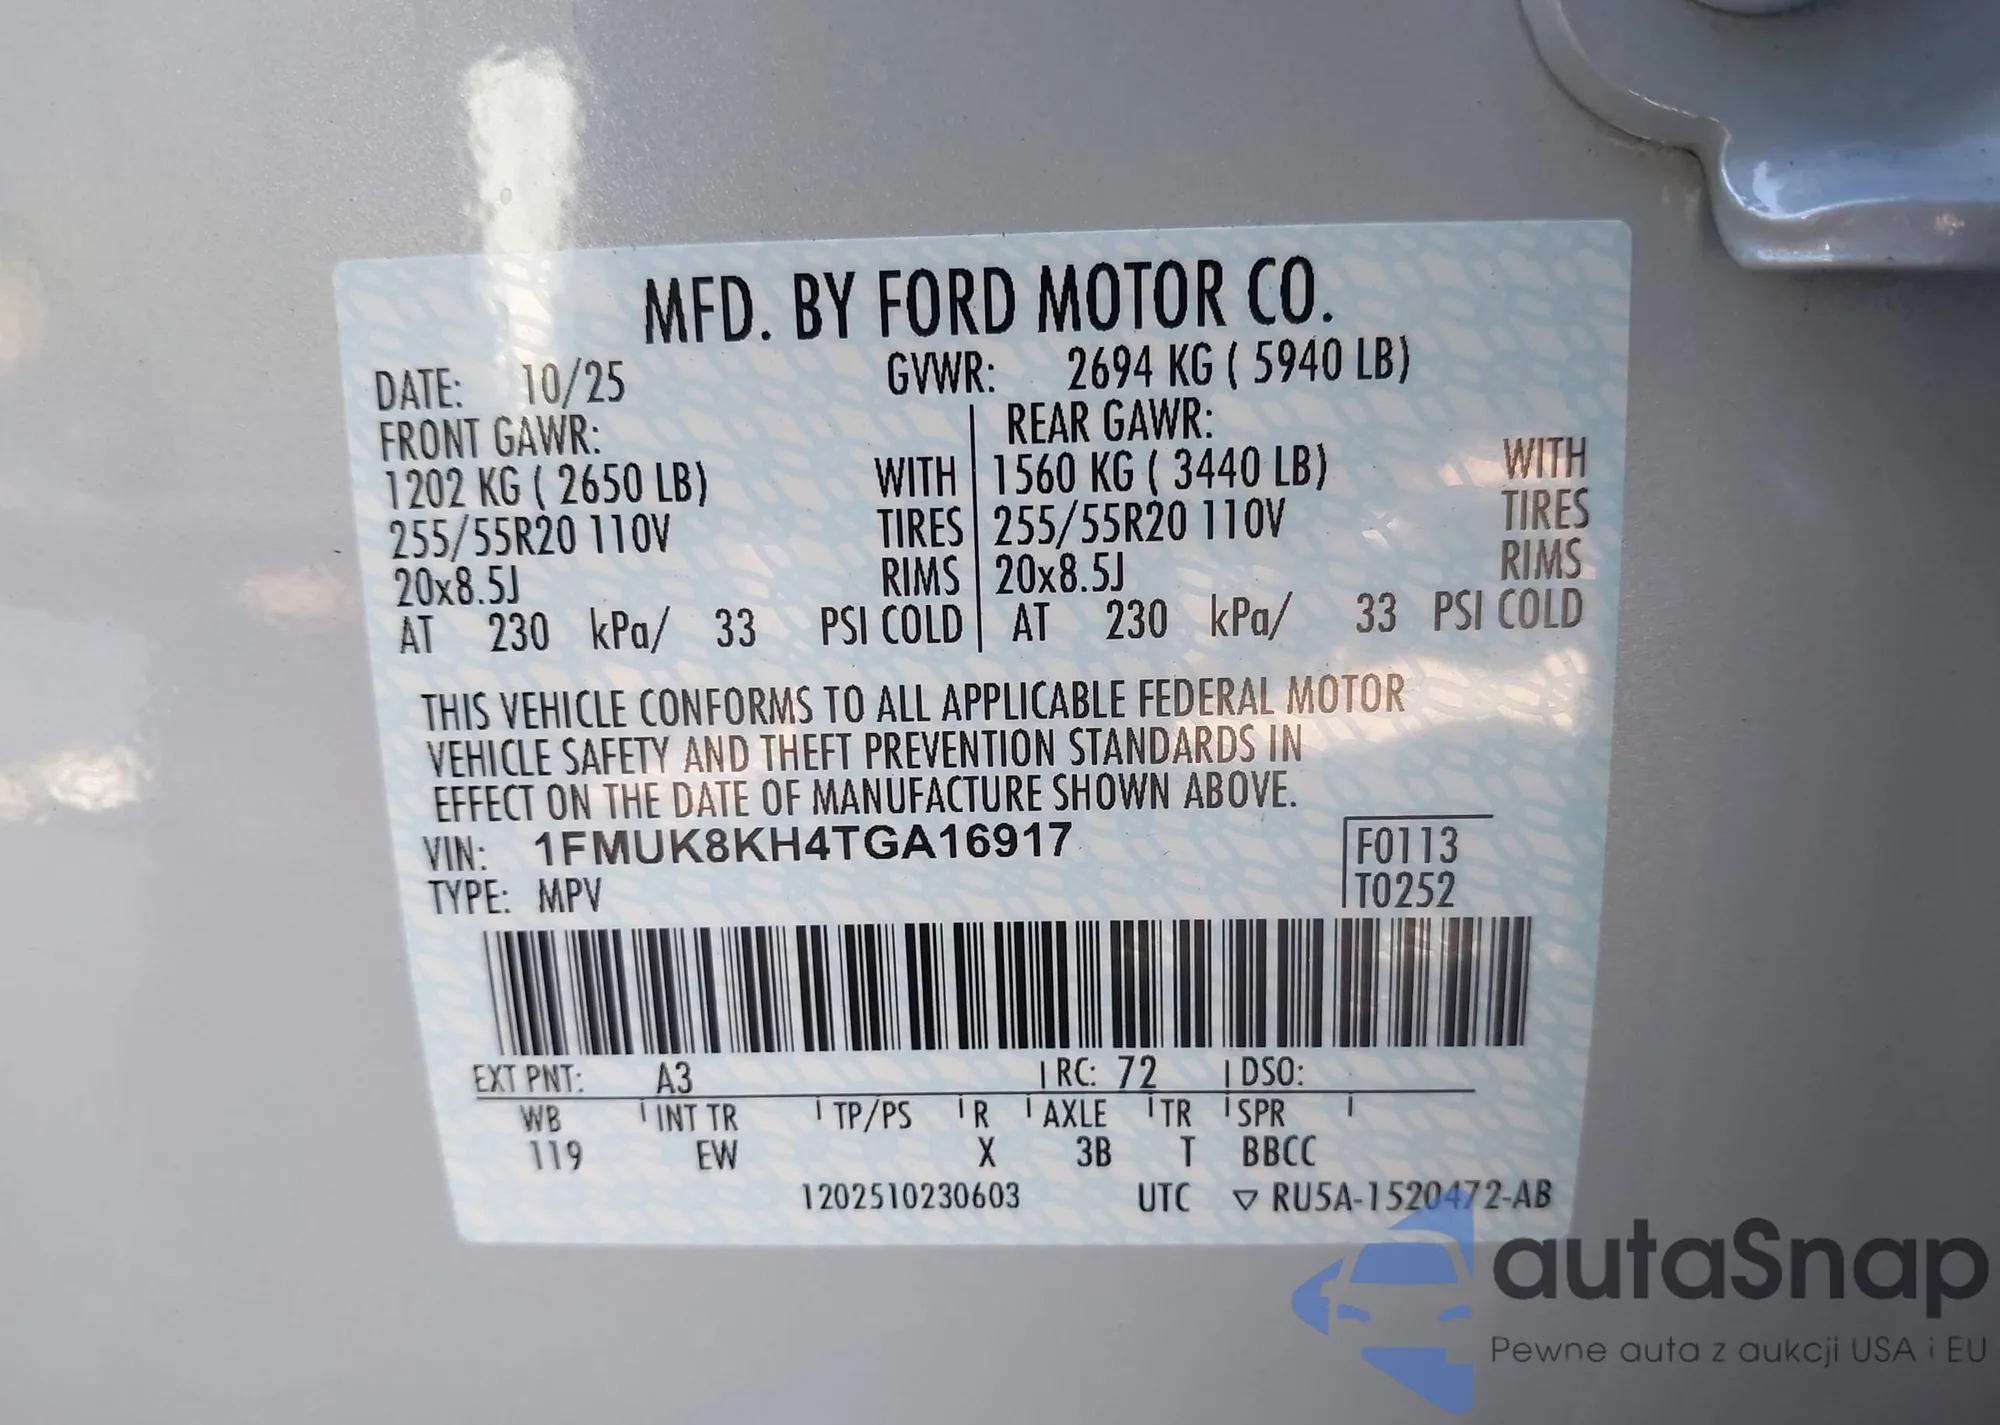 MFD. BY FORD MOTOR CO.
DATE: 10/25 GVWR: 2694 KG ( 5940 LB)
FRONT GAWR: REAR GAWR:
1202 KG ( 2650 LB) WITH 1560 KG ( 3440 LB) WITH
255/55R20 110V TIRES 255/55R20 110V TIRES
20x8.5J RIMS 20x8.5J RIMS
AT 230 kPa/ 33 PSI COLD AT 230 kPa/ 33 PSI COLD
THIS VEHICLE CONFORMS TO ALL APPLICABLE FEDERAL MOTOR
VEHICLE SAFETY AND THEFT PREVENTION STANDARDS IN
EFFECT ON THE DATE OF MANUFACTURE SHOWN ABOVE.
VIN: 1FMUK8KH4TGA16917 F0113
TYPE: MPV T0252
EXT PNT: A3 RC: 72 DSO:
WB INT TR TP/PS R AXLE TR SPR
119 EW X 3B T BBCC
1202510230603 UTC ▽ RU5A-1520472-AB
autaSnap
Pewne auta z aukcji USA i EU